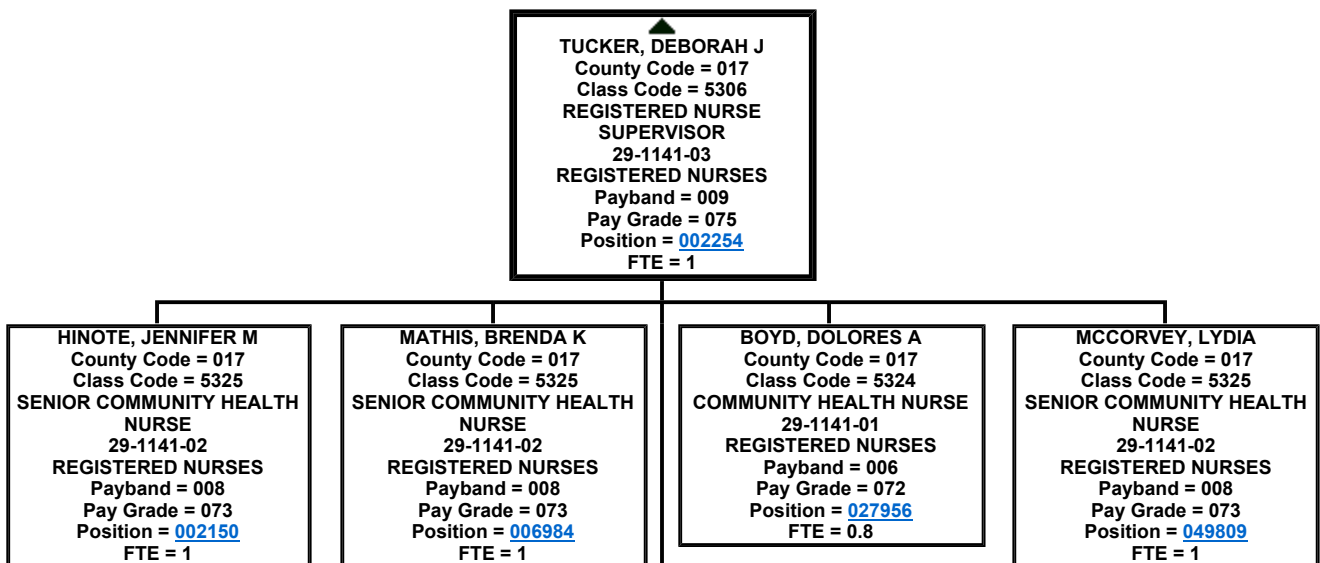 TUCKER, DEBORAH J
County Code = 017
Class Code = 5306
REGISTERED NURSE
SUPERVISOR
29-1141-03
REGISTERED NURSES
Payband = 009
Pay Grade = 075
Position = 002254
FTE = 1
HINOTE, JENNIFER M
County Code = 017
Class Code = 5325
SENIOR COMMUNITY HEALTH
NURSE
29-1141-02
REGISTERED NURSES
Payband = 008
Pay Grade = 073
Position = 002150
FTE = 1
MATHIS, BRENDA K
County Code = 017
Class Code = 5325
SENIOR COMMUNITY HEALTH
NURSE
29-1141-02
REGISTERED NURSES
Payband = 008
Pay Grade = 073
Position = 006984
FTE = 1
BOYD, DOLORES A
County Code = 017
Class Code = 5324
COMMUNITY HEALTH NURSE
29-1141-01
REGISTERED NURSES
Payband = 006
Pay Grade = 072
Position = 027956
FTE = 0.8
MCCORVEY, LYDIA
County Code = 017
Class Code = 5325
SENIOR COMMUNITY HEALTH
NURSE
29-1141-02
REGISTERED NURSES
Payband = 008
Pay Grade = 073
Position = 049809
FTE = 1